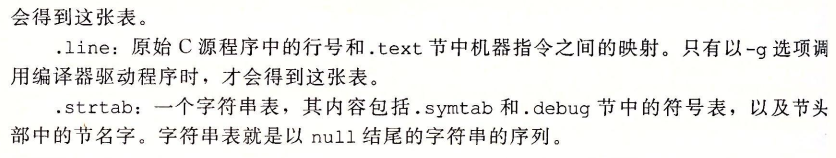 会得到这张表。
.line：原始 C 源程序中的行号和.text 节中机器指令之间的映射。只有以-g 选项调
用编译器驱动程序时，才会得到这张表。
.strtab：一个字符串表，其内容包括.symtab 和.debug 节中的符号表，以及节头
部中的节名字。字符串表就是以 null 结尾的字符串的序列。